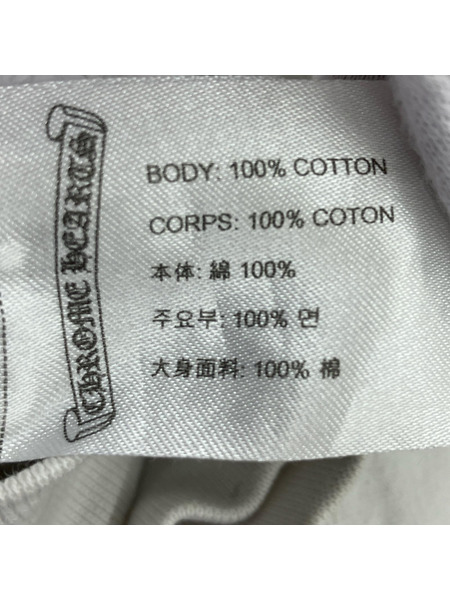 CHROME HEARTS
BODY: 100% COTTON
CORPS: 100% COTON
本体: 綿 100%
주요부: 100% 면
大身面料: 100% 棉